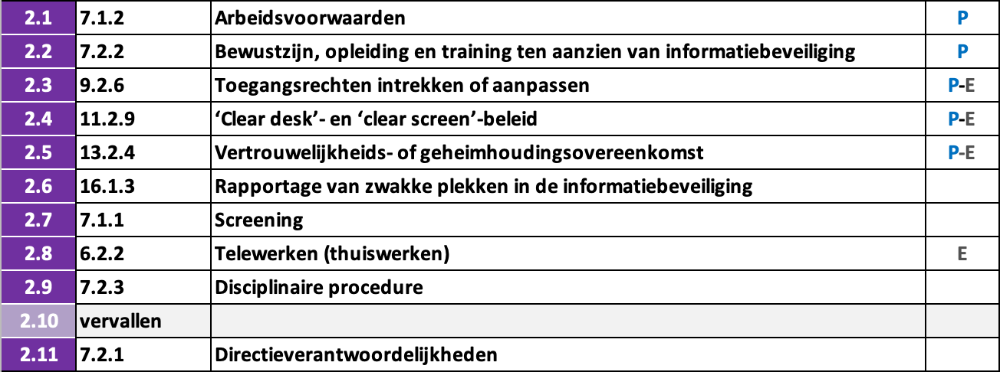 2.1 7.1.2 Arbeidsvoorwaarden P
2.2 7.2.2 Bewustzijn, opleiding en training ten aanzien van informatiebeveiliging P
2.3 9.2.6 Toegangsrechten intrekken of aanpassen P-E
2.4 11.2.9 ‘Clear desk’- en ‘clear screen’-beleid P-E
2.5 13.2.4 Vertrouwelijkheids- of geheimhoudingsovereenkomst P-E
2.6 16.1.3 Rapportage van zwakke plekken in de informatiebeveiliging
2.7 7.1.1 Screening
2.8 6.2.2 Telewerken (thuiswerken) E
2.9 7.2.3 Disciplinaire procedure
2.10 vervallen
2.11 7.2.1 Directieverantwoordelijkheden